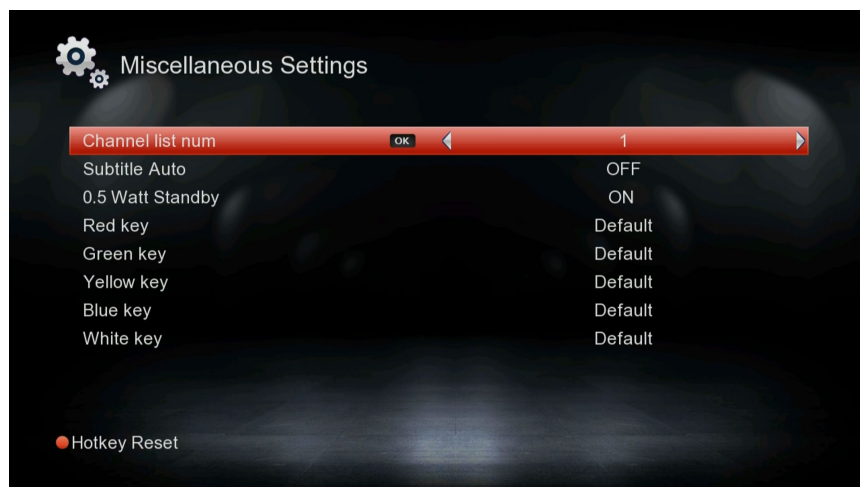 Miscellaneous Settings
Channel list num OK 1
Subtitle Auto OFF
0.5 Watt Standby ON
Red key Default
Green key Default
Yellow key Default
Blue key Default
White key Default
Hotkey Reset